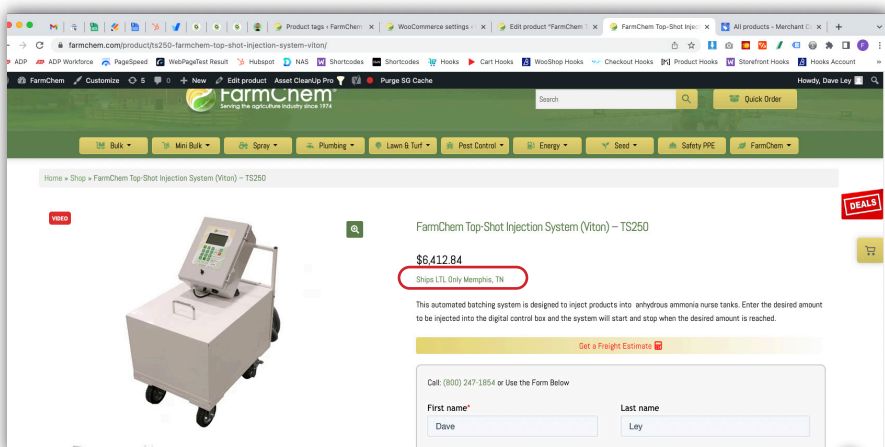 Product tags ‹ FarmChem
WooCommerce settings
Edit product "FarmChem T
FarmChem Top-Shot Injec
All products - Merchant C
farmchem.com/product/ts250-farmchem-top-shot-injection-system-viton/
ADP
ADP Workforce
PageSpeed
WebPageTest Result
Hubspot
NAS
Shortcodes
Shortcodes
Hooks
Cart Hooks
WooShop Hooks
Checkout Hooks
[M] Product Hooks
Storefront Hooks
Hooks Account
»
FarmChem
Customize
5
0
+ New
Edit product
Asset CleanUp Pro
Purge SG Cache
Howdy, Dave Ley
FarmChem
Serving the agriculture industry since 1974
Search
Quick Order
Bulk
Mini Bulk
Spray
Plumbing
Lawn & Turf
Pest Control
Energy
Seed
Safety PPE
FarmChem
Home » Shop » FarmChem Top-Shot Injection System (Viton) – TS250
DEALS
VIDEO
FarmChem Top-Shot Injection System (Viton) – TS250
$6,412.84
Ships LTL Only Memphis, TN
This automated batching system is designed to inject products into anhydrous ammonia nurse tanks. Enter the desired amount
to be injected into the digital control box and the system will start and stop when the desired amount is reached.
Get a Freight Estimate
Call: (800) 247-1854 or Use the Form Below
First name*
Last name
Dave
Ley